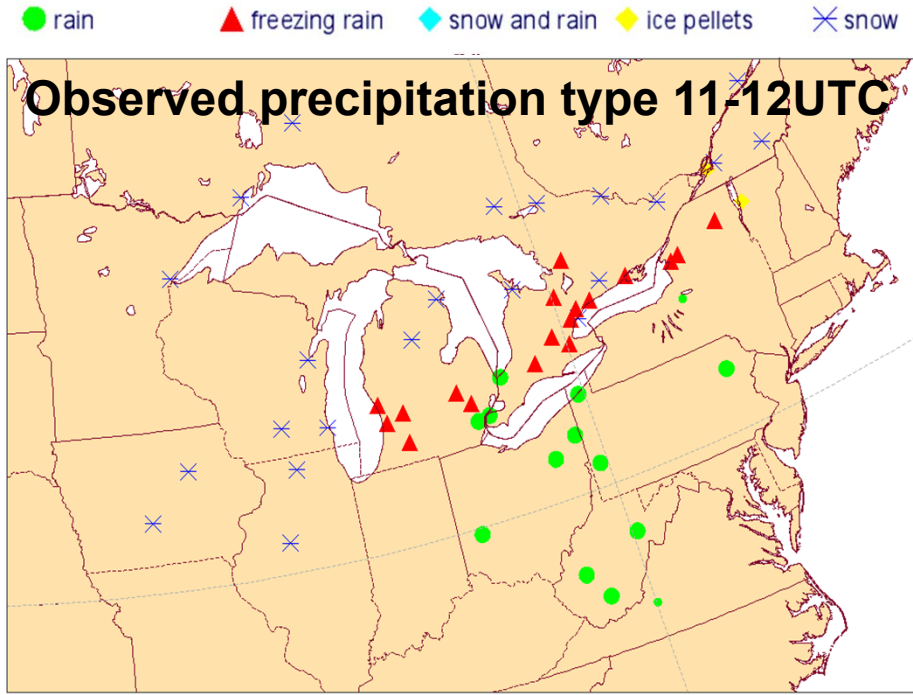 rain freezing rain snow and rain ice pellets snow
Observed precipitation type 11-12UTC